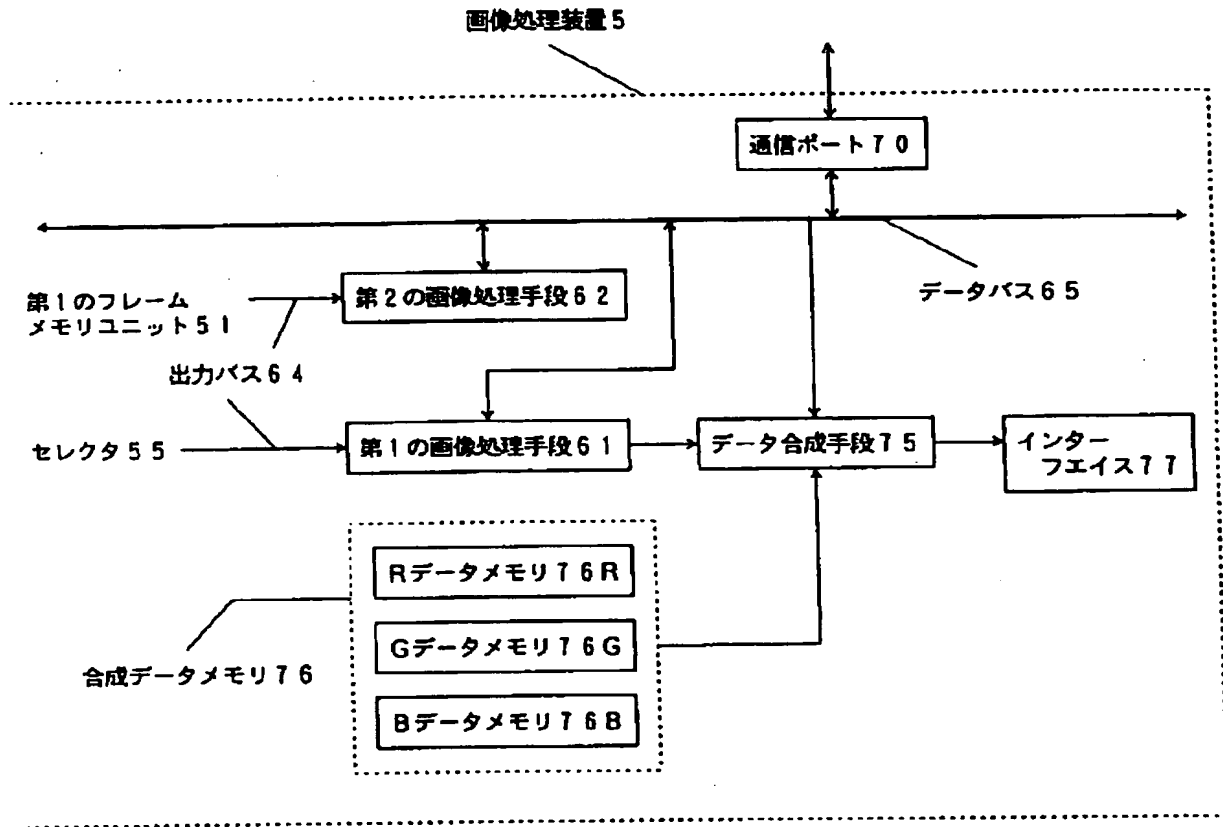 画像処理装置5
通信ポート70
データバス65
第1のフレーム
メモリユニット51
第2の画像処理手段62
出力バス64
セレクタ55
第1の画像処理手段61
データ合成手段75
インター
フエイス77
Rデータメモリ76R
Gデータメモリ76G
Bデータメモリ76B
合成データメモリ76